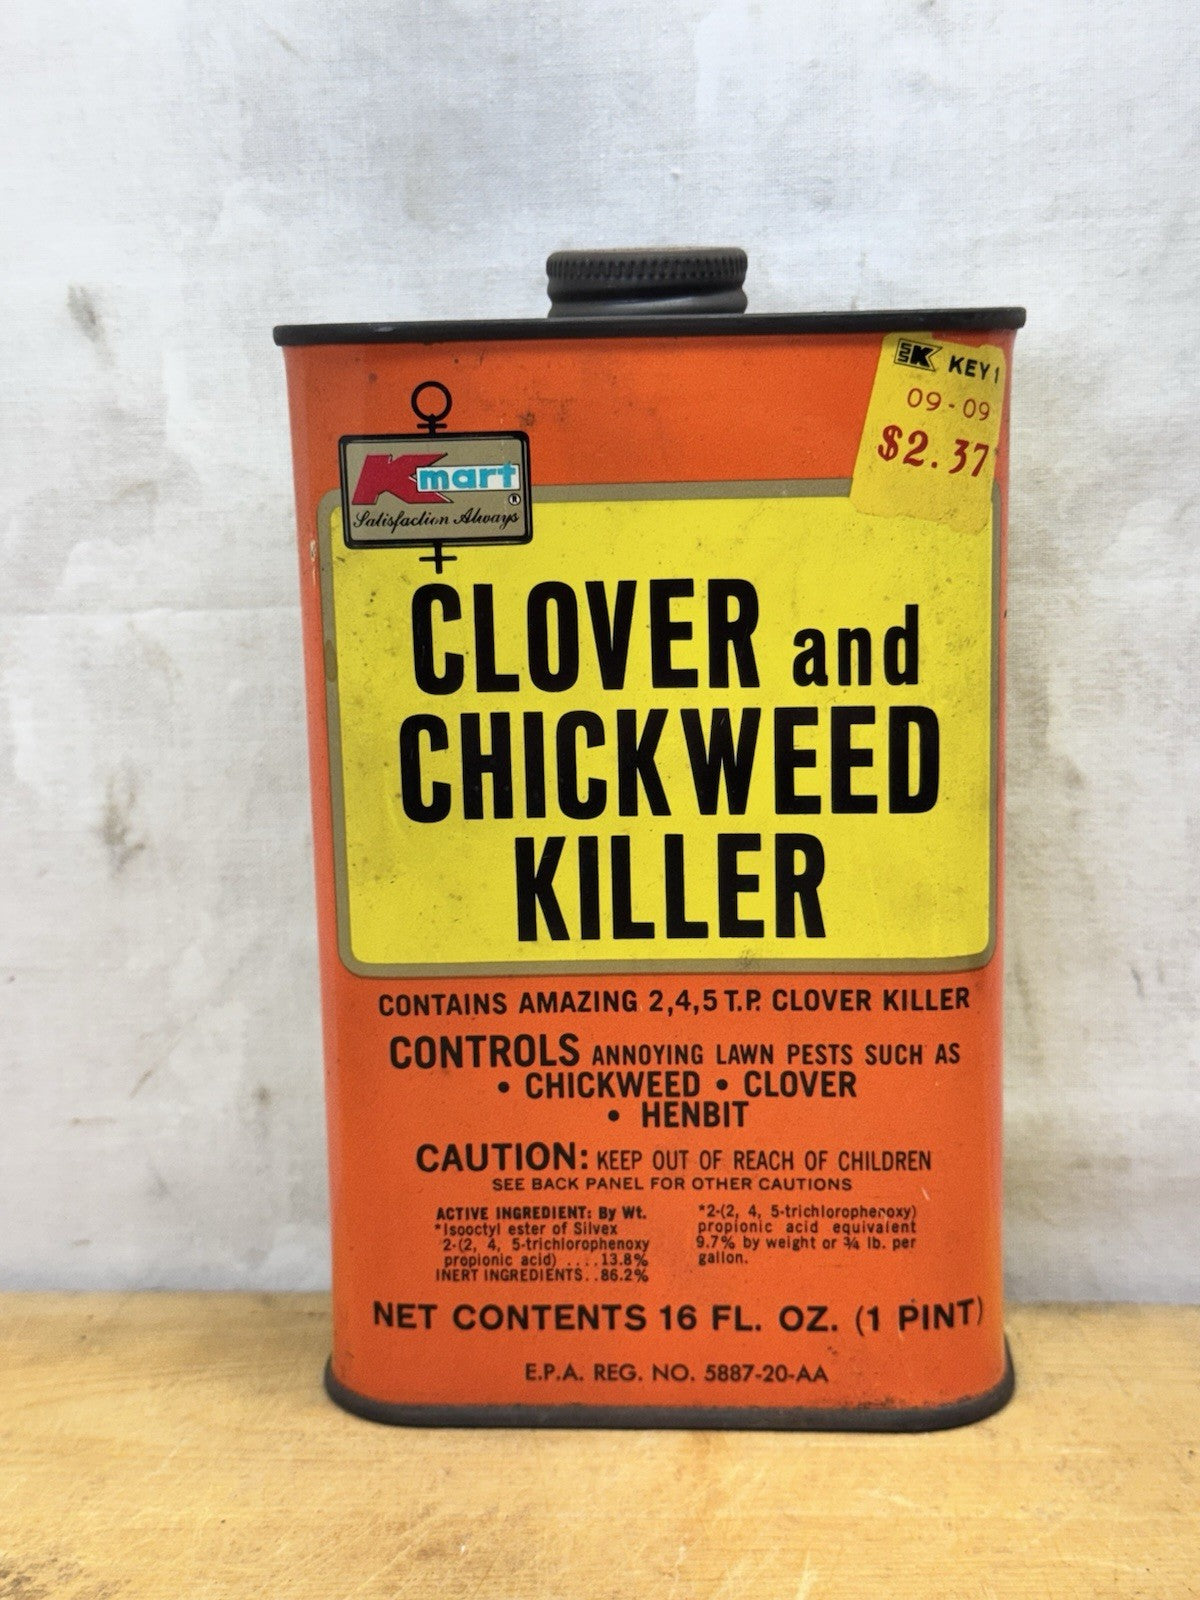 SSK KEY 1
09-09
$2.37
Kmart®
Satisfaction Always
CLOVER and
CHICKWEED
KILLER
CONTAINS AMAZING 2,4,5 T.P. CLOVER KILLER
CONTROLS ANNOYING LAWN PESTS SUCH AS
• CHICKWEED • CLOVER
• HENBIT
CAUTION: KEEP OUT OF REACH OF CHILDREN
SEE BACK PANEL FOR OTHER CAUTIONS
ACTIVE INGREDIENT: By Wt.
*Isooctyl ester of Silvex
2-(2, 4, 5-trichlorophenoxy
propionic acid) ....13.8%
INERT INGREDIENTS..86.2%
*2-(2, 4, 5-trichlorophenoxy)
propionic acid equivalent
9.7% by weight or ¾ lb. per
gallon.
NET CONTENTS 16 FL. OZ. (1 PINT)
E.P.A. REG. NO. 5887-20-AA